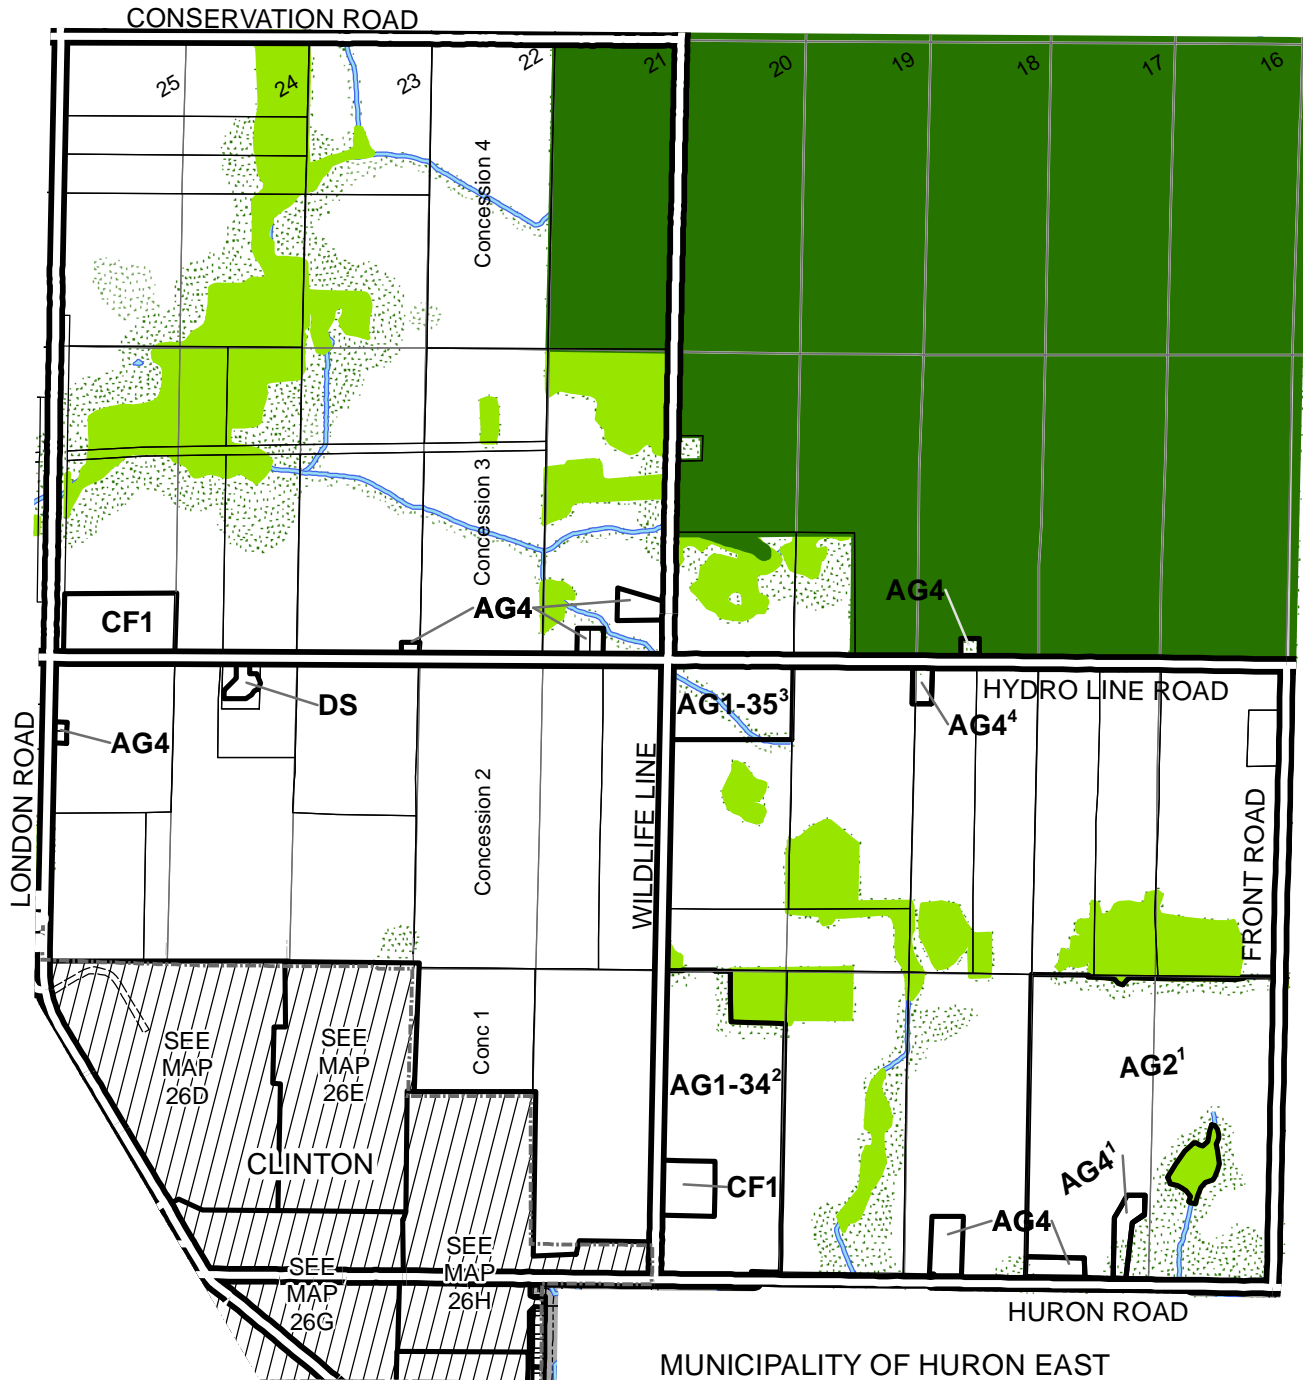 CONSERVATION ROAD
25
24
23
22
21
20
19
18
17
16
Concession 4
Concession 3
CF1
AG4
AG4
DS
AG4
AG1-35³
HYDRO LINE ROAD
AG4⁴
LONDON ROAD
WILDLIFE LINE
Concession 2
FRONT ROAD
Conc 1
SEE
MAP
26D
SEE
MAP
26E
CLINTON
AG1-34²
AG2¹
AG4¹
CF1
AG4
SEE
MAP
26G
SEE
MAP
26H
HURON ROAD
MUNICIPALITY OF HURON EAST